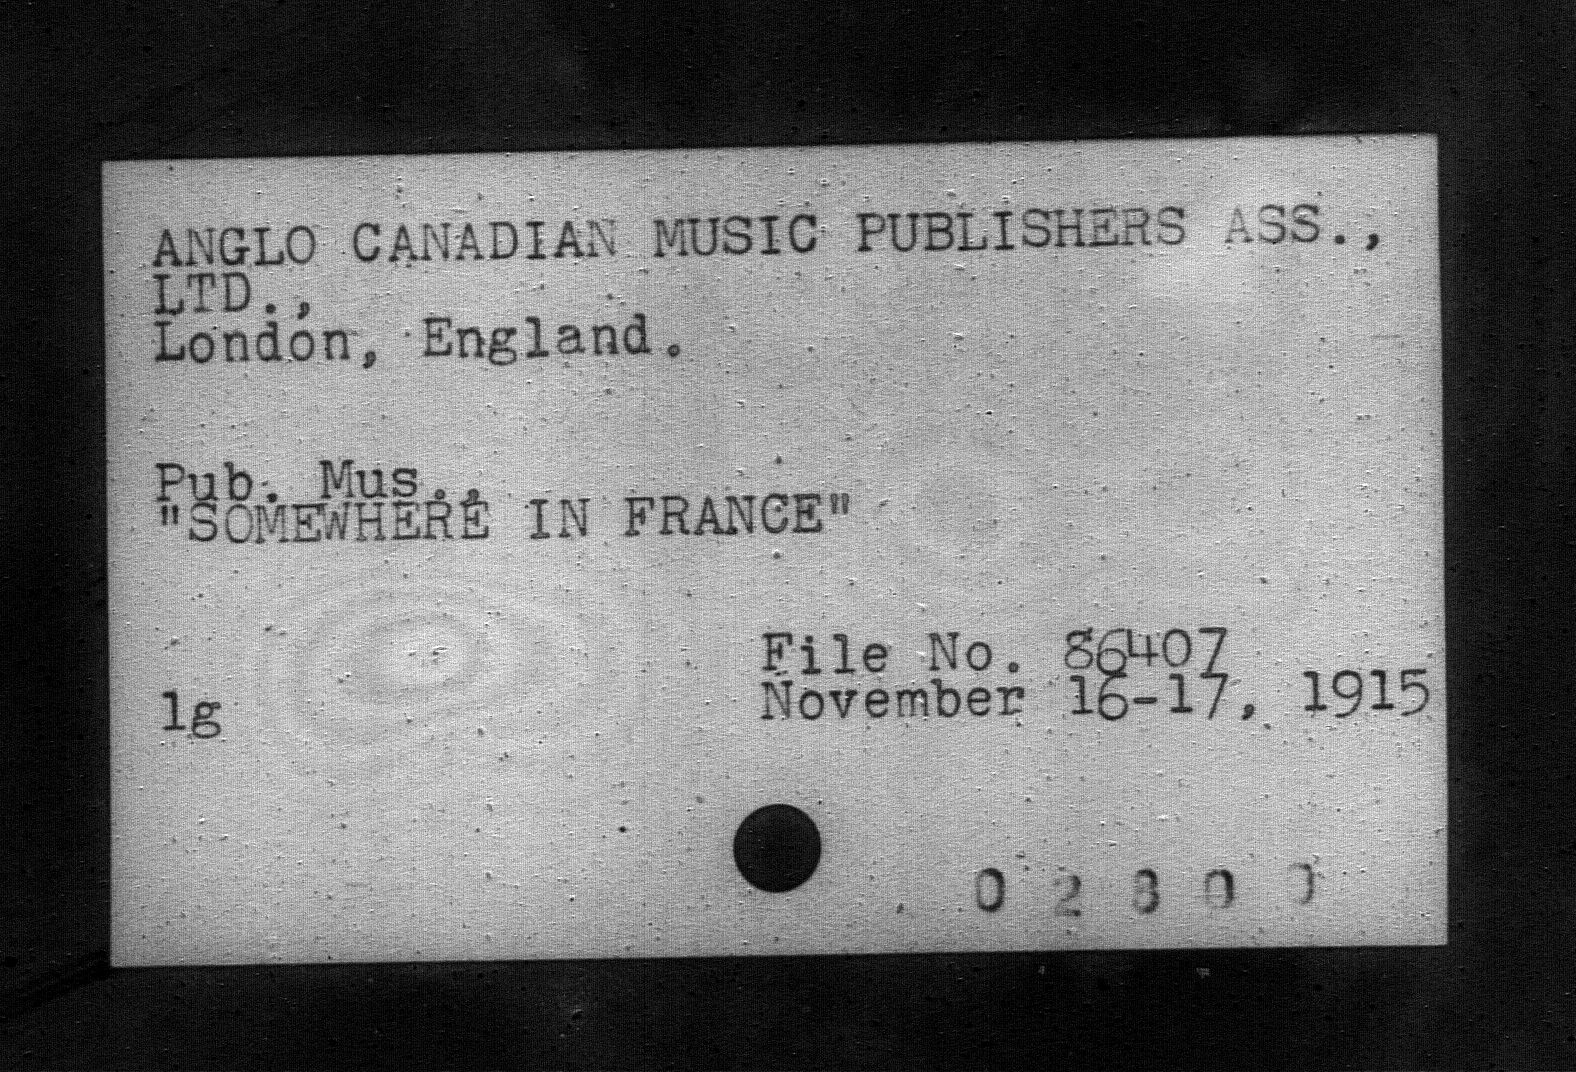 ANGLO CANADIAN MUSIC PUBLISHERS ASS.,
LTD.,
London, England.
Pub. Mus.,
"SOMEWHERE IN FRANCE"
File No. 86407
lg November 16-17, 1915